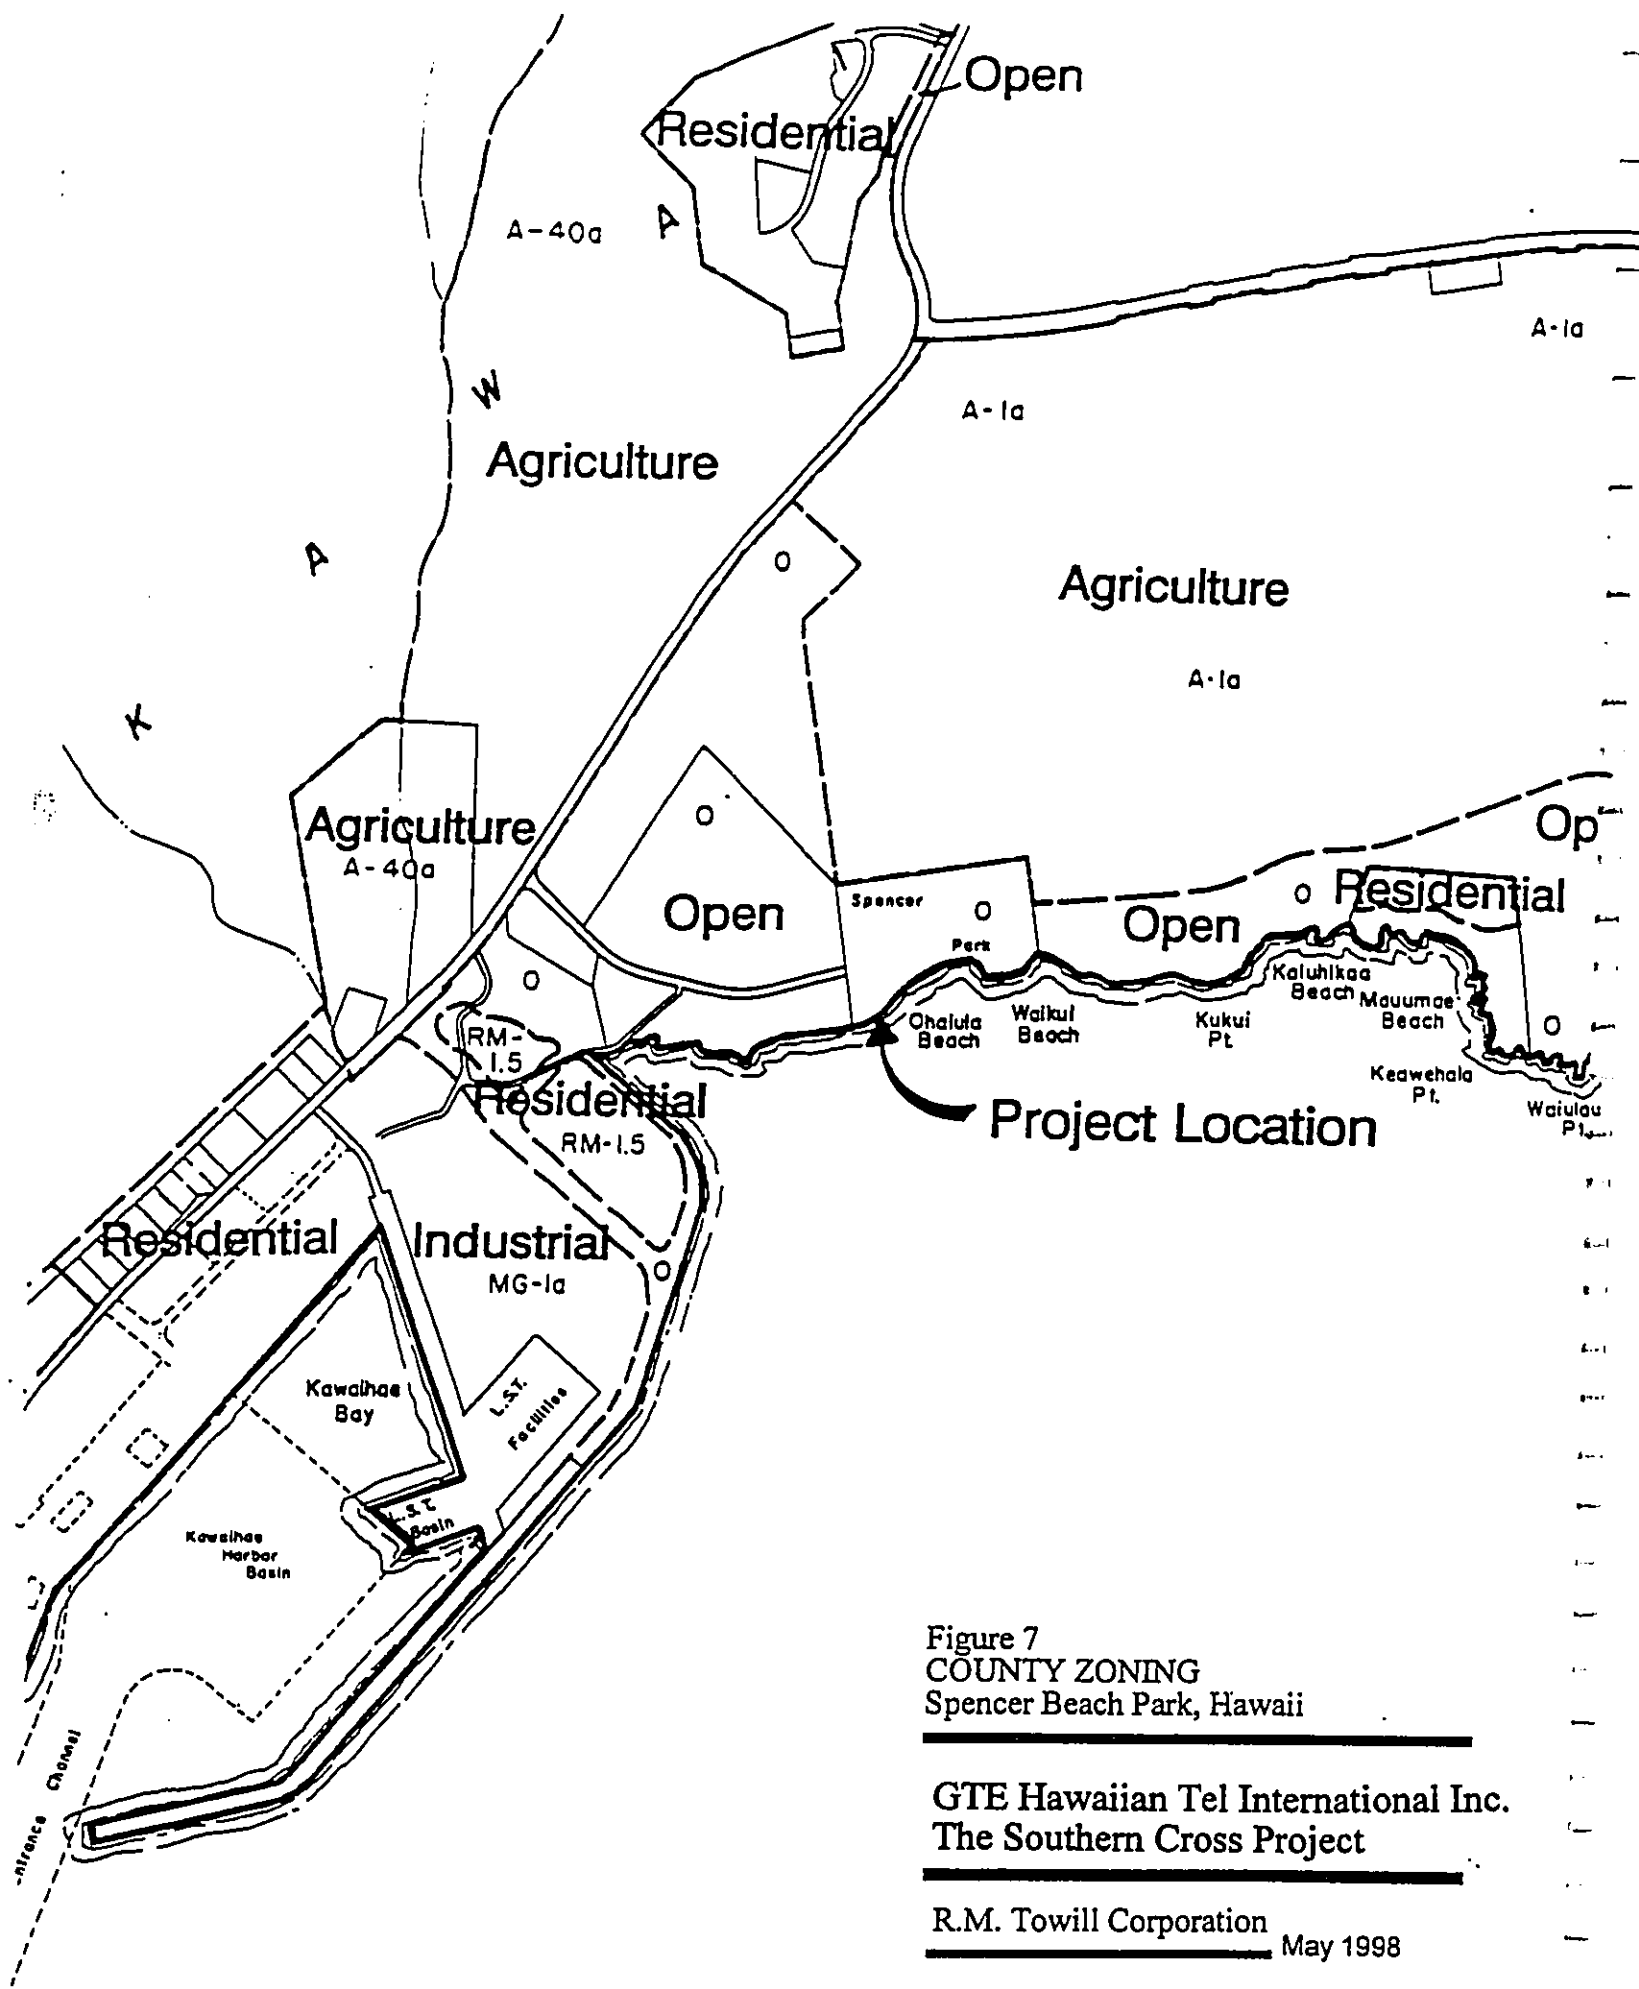 Open
Residential
A-40a
A
A-1a
W
A-1a
Agriculture
A
O
Agriculture
A-1a
K
O
Agriculture
A-40a
Op
Open
Spencer
O
Park
O
Residential
Open
O
Kaluhikaa
Beach
Mauumae
Beach
Ohaiula
Beach
Waikui
Beach
Kukui
Pt
O
RM-
1.5
Residential
RM-1.5
Keawehala
Pt.
Waiulau
Pt.
Project Location
Residential
Industrial
MG-1a
O
Kawaihae
Bay
L.S.T.
Facilities
L.S.T.
Basin
Kawaihae
Harbor
Basin
Channel
Figure 7
COUNTY ZONING
Spencer Beach Park, Hawaii
GTE Hawaiian Tel International Inc.
The Southern Cross Project
R.M. Towill Corporation
May 1998